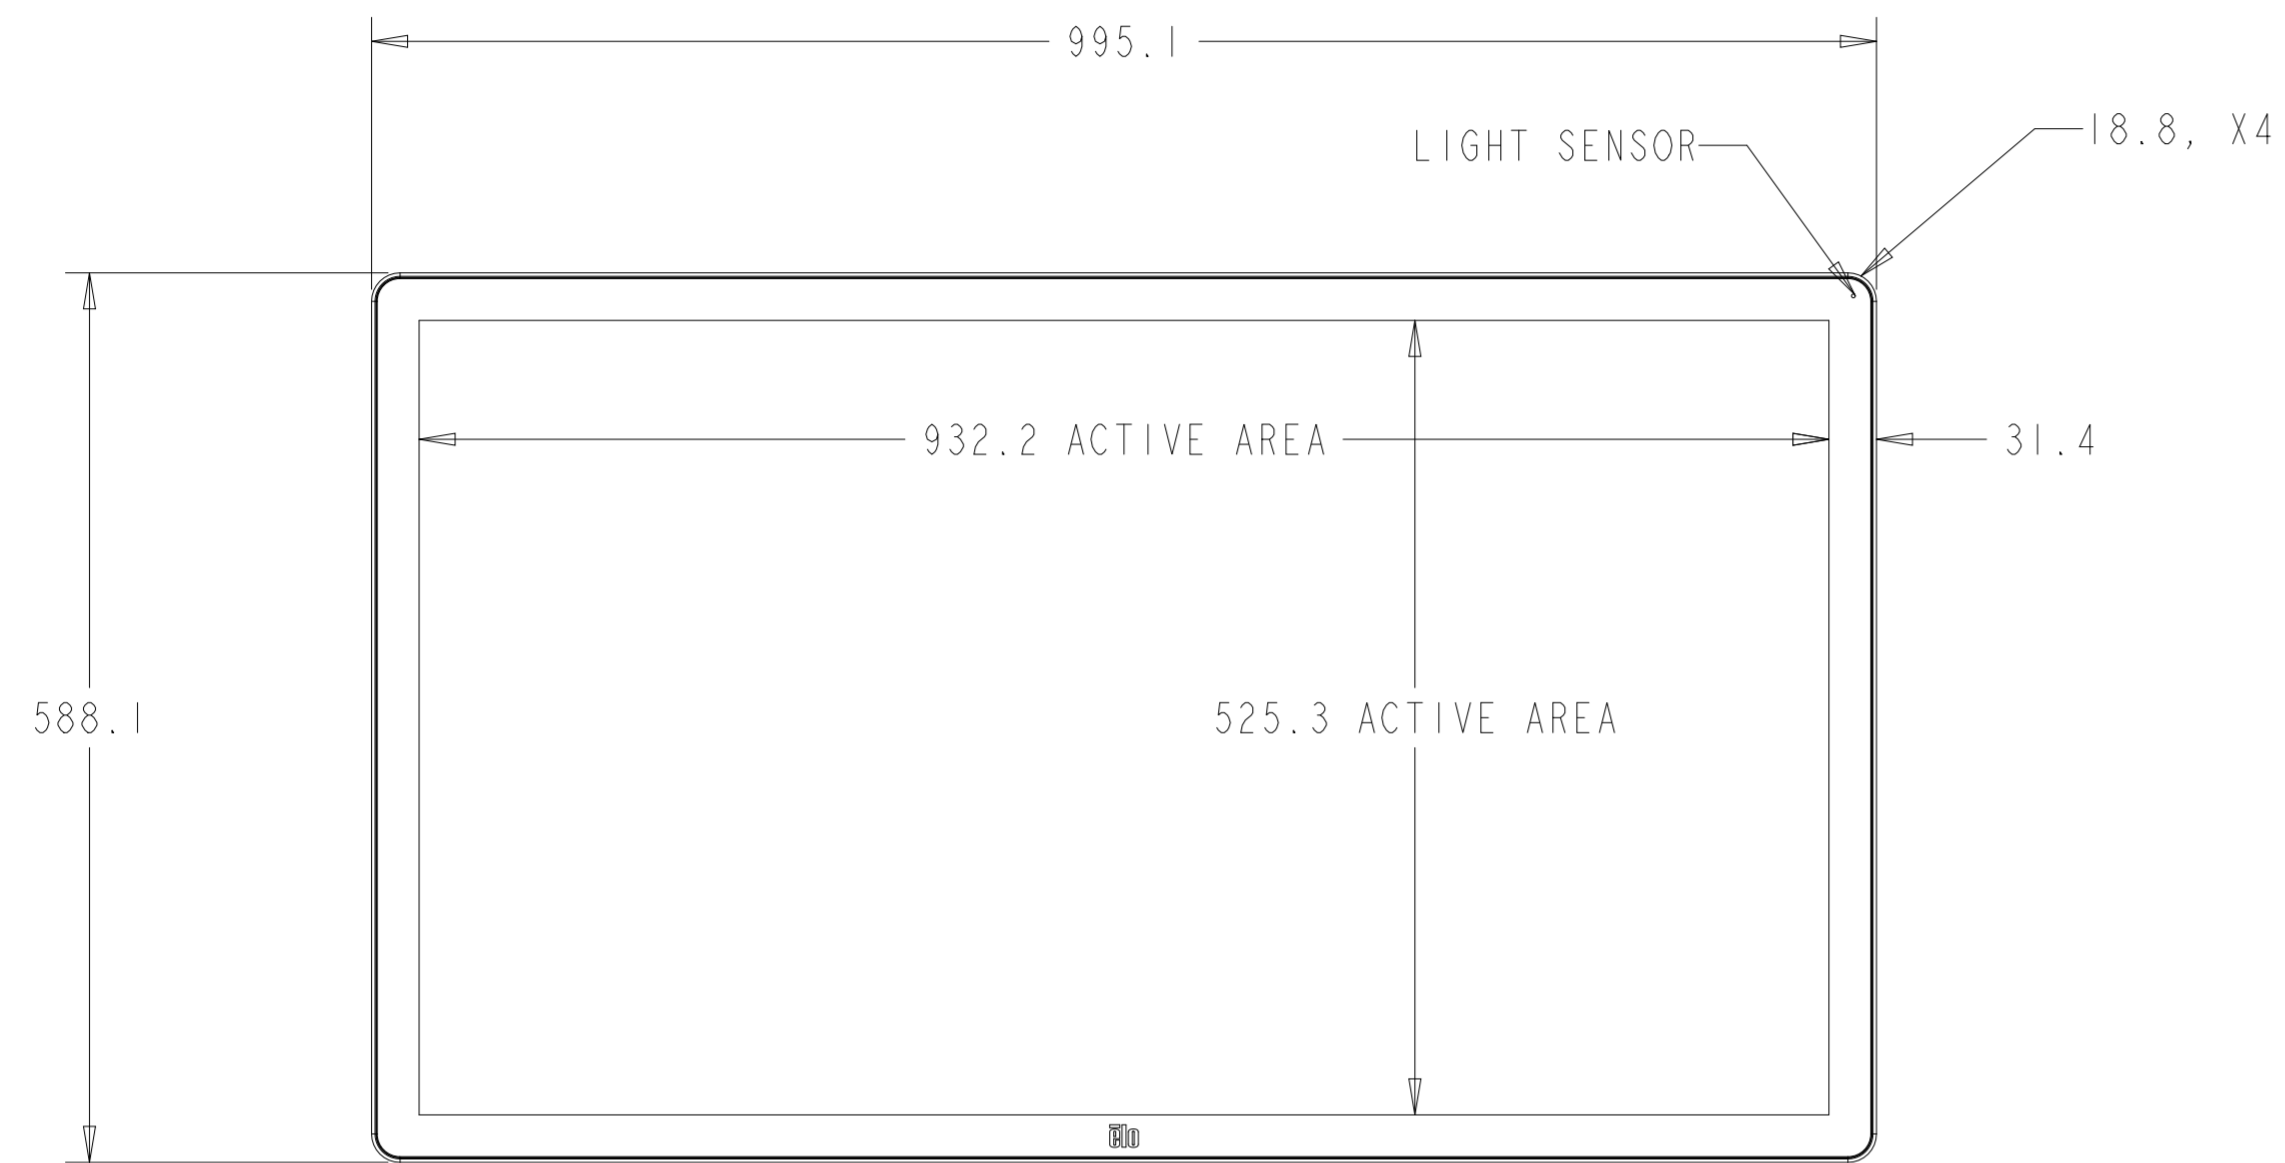 995.1
LIGHT SENSOR
18.8, X4
932.2 ACTIVE AREA
31.4
588.1
525.3 ACTIVE AREA
ēlo